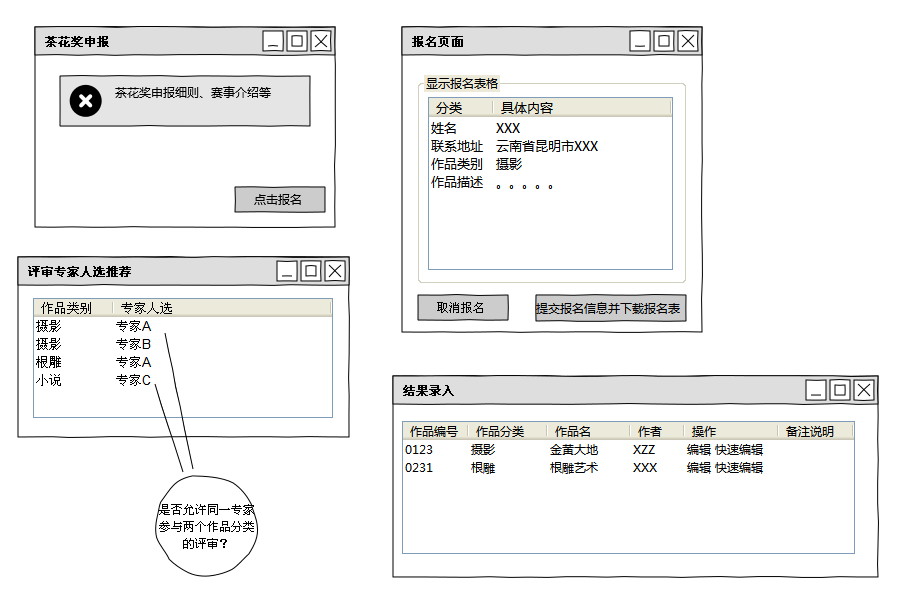 茶花奖申报
茶花奖申报细则、赛事介绍等
点击报名
报名页面
显示报名表格
分类 具体内容
姓名 XXX
联系地址 云南省昆明市XXX
作品类别 摄影
作品描述 。。。。。
取消报名 提交报名信息并下载报名表
评审专家人选推荐
作品类别 专家人选
摄影 专家A
摄影 专家B
根雕 专家A
小说 专家C
是否允许同一专家
参与两个作品分类
的评审？
结果录入
作品编号 作品分类 作品名 作者 操作 备注说明
0123 摄影 金黄大地 XZZ 编辑 快速编辑
0231 根雕 根雕艺术 XXX 编辑 快速编辑